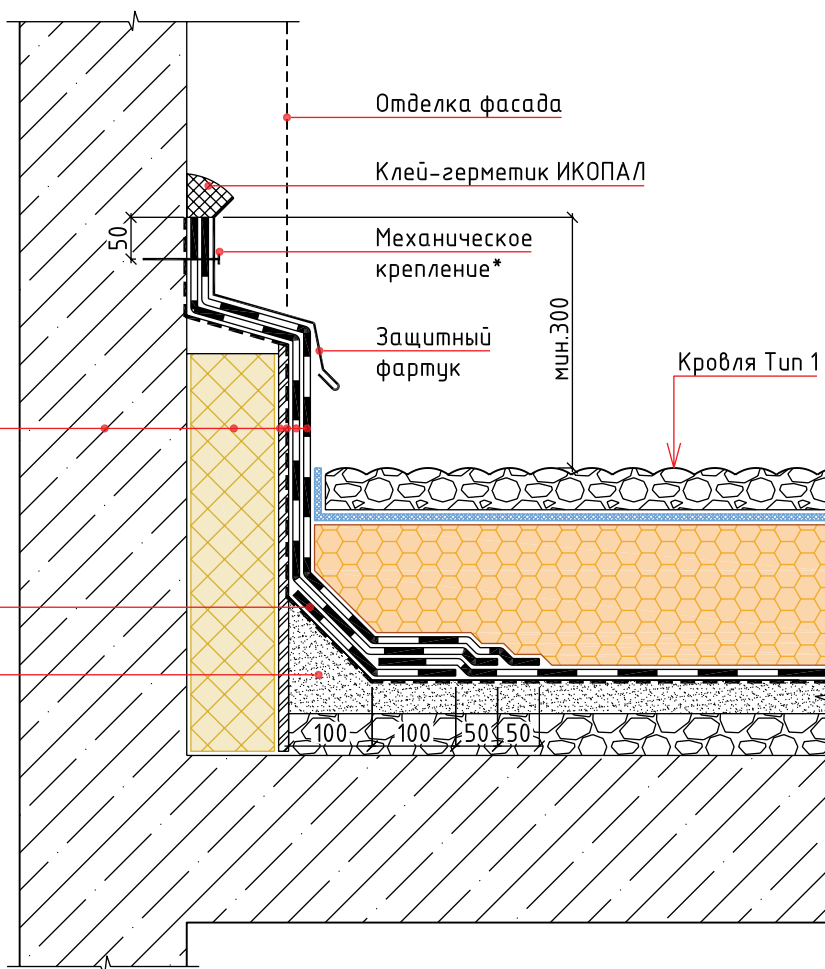 Отделка фасада
Клей-герметик ИКОПАЛ
50
Механическое
крепление*
мин.300
Защитный
фартук
Кровля Тип 1
100
100
50
50